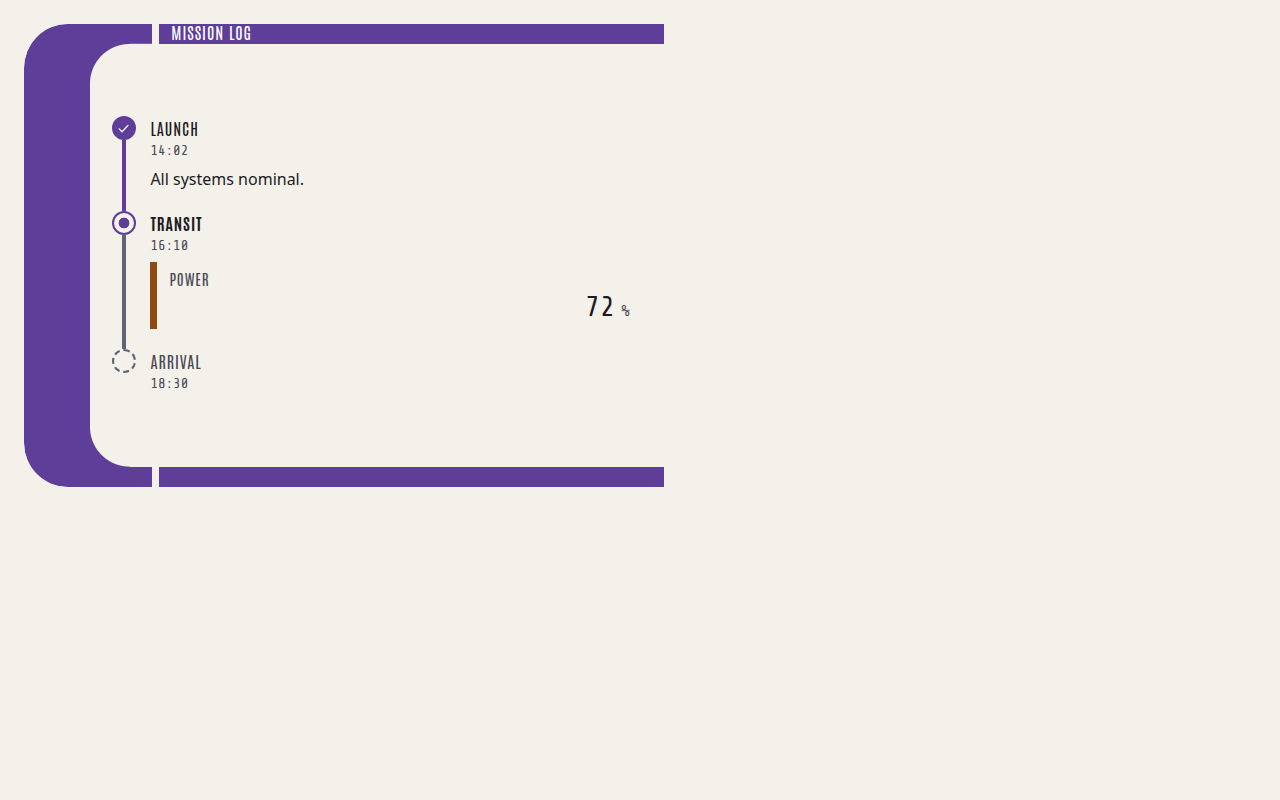 MISSION LOG
LAUNCH
14:02
All systems nominal.
TRANSIT
16:10
POWER
72 %
ARRIVAL
18:30